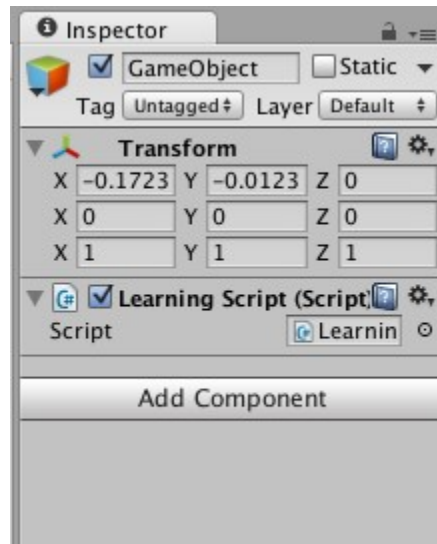 Inspector
GameObject Static
Tag Untagged Layer Default
Transform
X -0.1723 Y -0.0123 Z 0
X 0 Y 0 Z 0
X 1 Y 1 Z 1
C# Learning Script (Script)
Script C# Learnin
Add Component